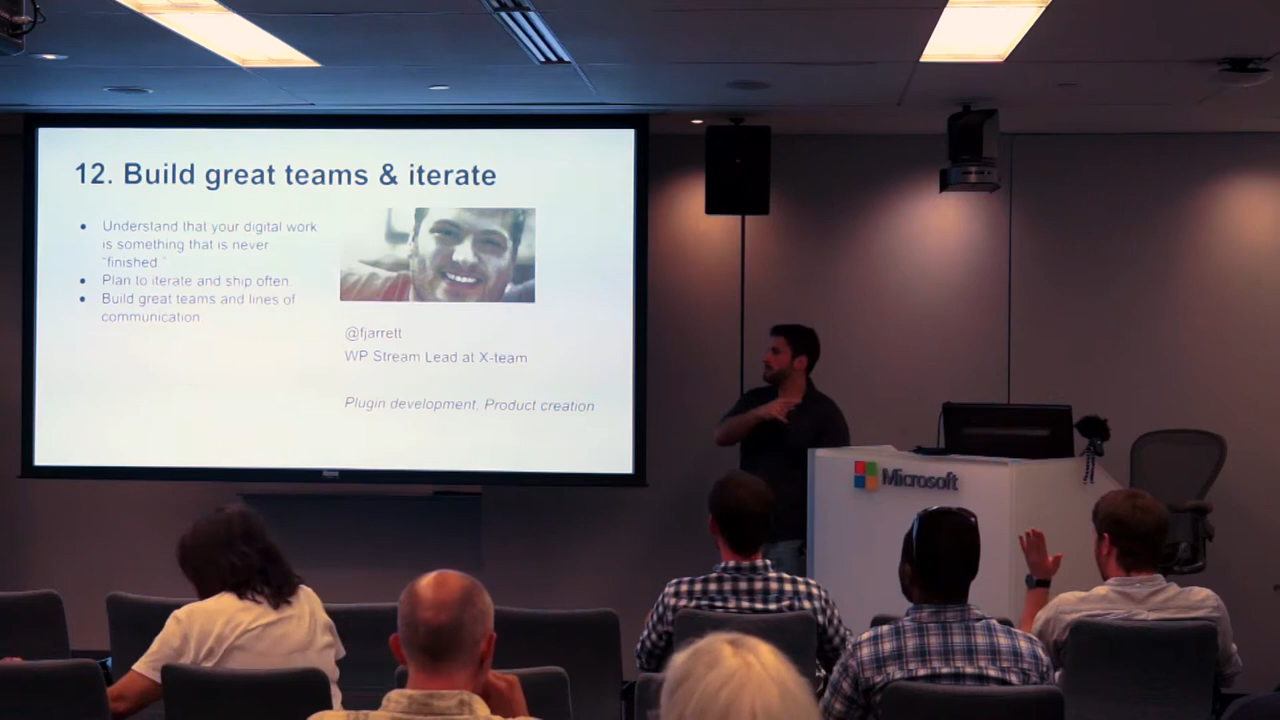 12. Build great teams & iterate
Understand that your digital work
is something that is never
"finished."
Plan to iterate and ship often.
Build great teams and lines of
communication
@fjarrett
WP Stream Lead at X-team
Plugin development, Product creation
Microsoft